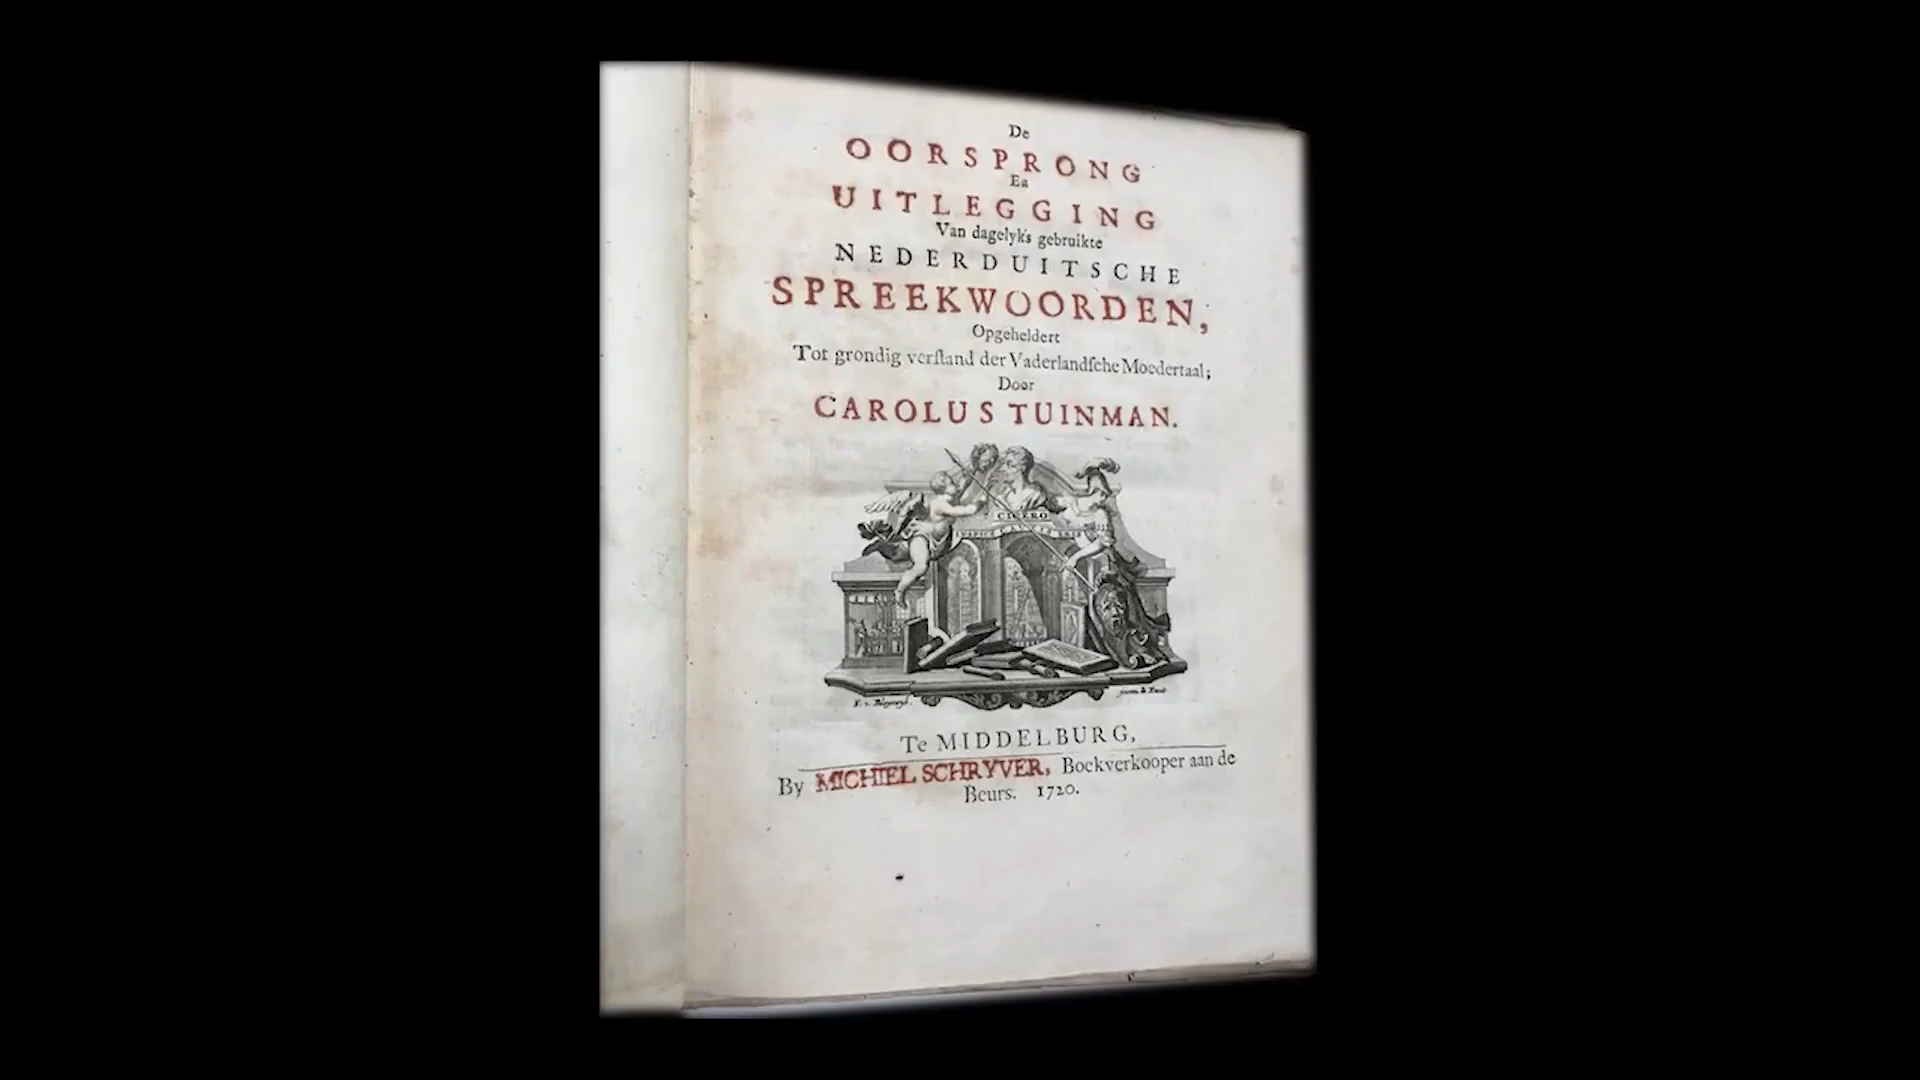 De
OORSPRONG
En
UITLEGGING
Van dagelyks gebruikte
NEDERDUITSCHE
SPREEKWOORDEN,
Opgeheldert
Tot grondig verſtand der Vaderlandſche Moedertaal;
Door
CAROLUS TUINMAN.
CICERO
Te MIDDELBURG,
By MICHIEL SCHRYVER, Boekverkooper aan de
Beurs. 1720.